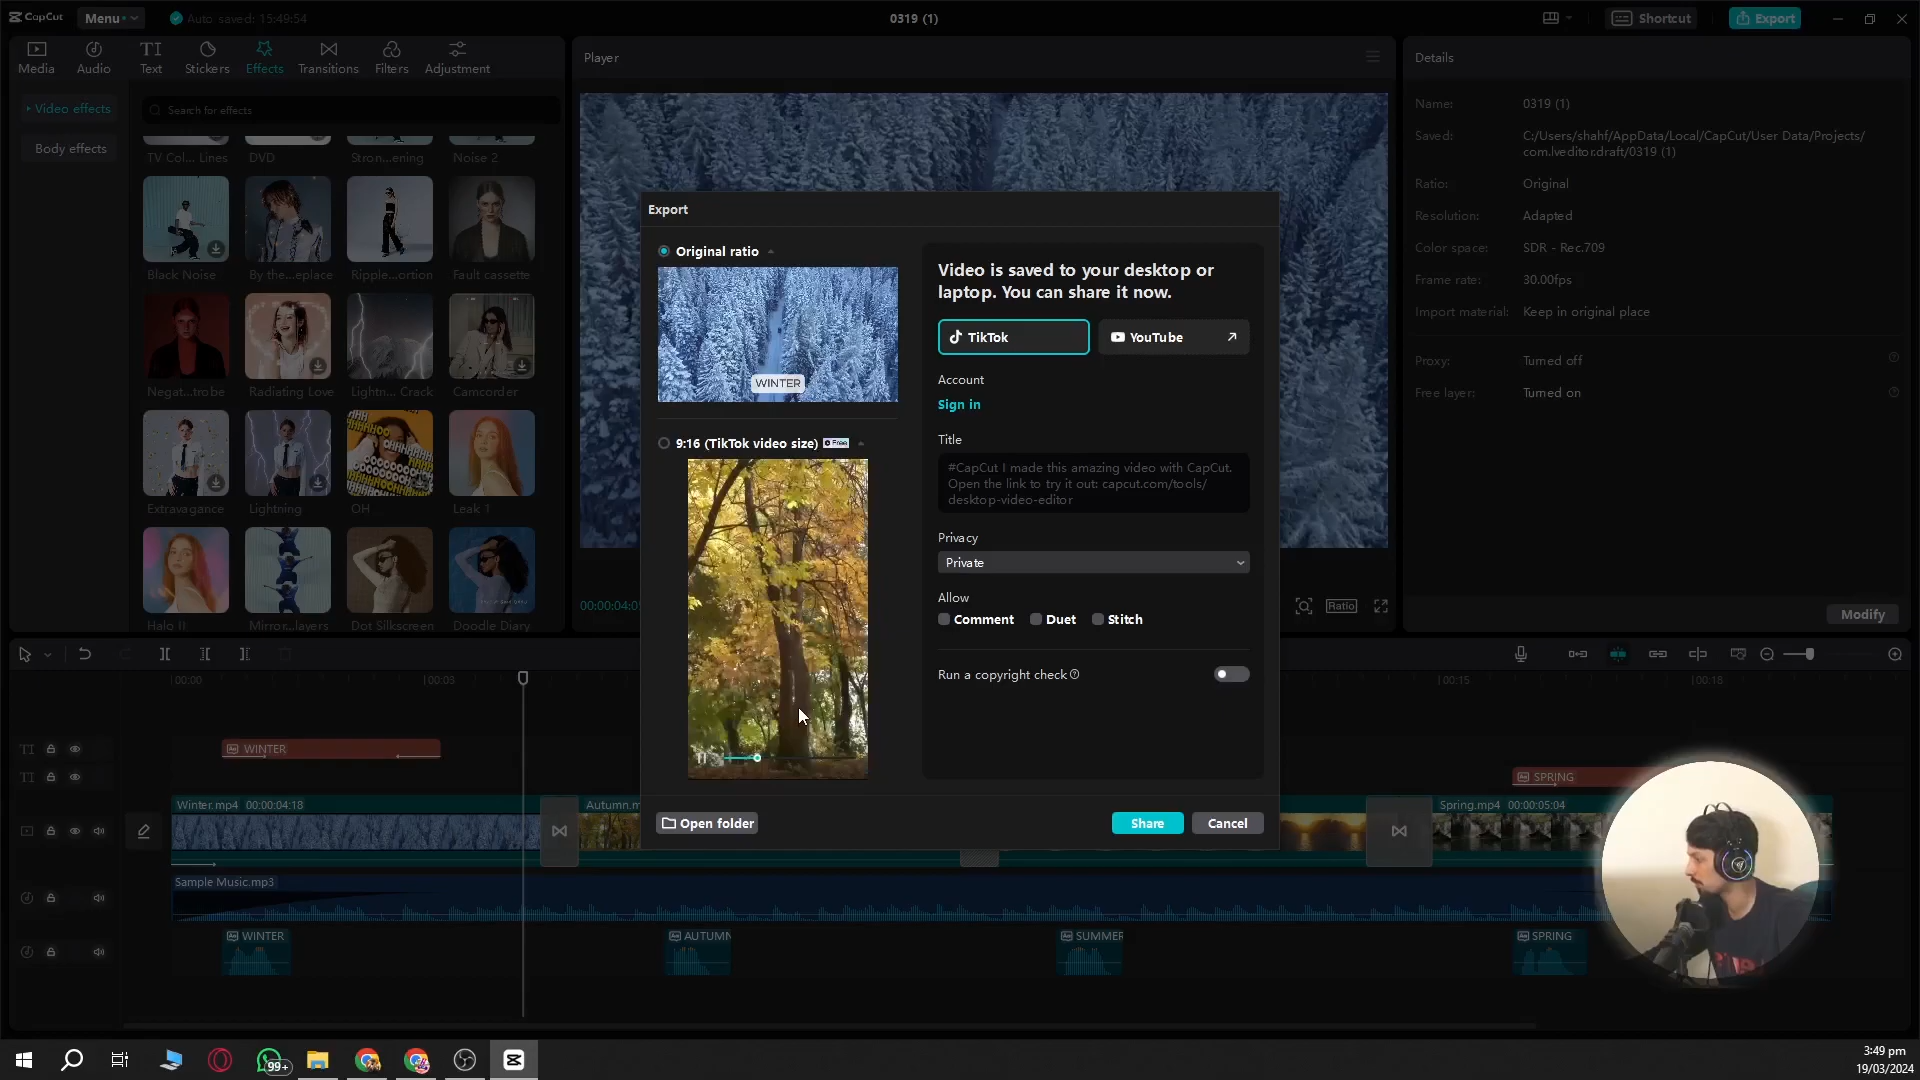 CapCut
Menu
Auto saved: 15:49:54
0319 (1)
Shortcut
Export
Media
Audio
Text
Stickers
Effects
Transitions
Filters
Adjustment
Video effects
Body effects
Search for effects
TV Col... Lines
DVD
Stron...ening
Noise 2
Black Noise
By the...eplace
Ripple...ortion
Fault cassette
Negat...trobe
Radiating Love
Lightn... Crack
Camcorder
Extravagance
Lightning
OH
Leak 1
Halo II
Mirror...layers
Dot Silkscreen
Doodle Diary
Player
00:00:04:0
Ratio
Details
Name:
0319 (1)
Saved:
C:/Users/shahf/AppData/Local/CapCut/User Data/Projects/
com.lveditor.draft/0319 (1)
Ratio:
Original
Resolution:
Adapted
Color space:
SDR - Rec.709
Frame rate:
30.00fps
Import material:
Keep in original place
Proxy:
Turned off
Free layer:
Turned on
Modify
Export
Original ratio
WINTER
9:16 (TikTok video size)
Free
Video is saved to your desktop or
laptop. You can share it now.
TikTok
YouTube
Account
Sign in
Title
#CapCut I made this amazing video with CapCut.
Open the link to try it out: capcut.com/tools/
desktop-video-editor
Privacy
Private
Allow
Comment
Duet
Stitch
Run a copyright check
Open folder
Share
Cancel
00:00
00:03
00:15
00:18
WINTER
SPRING
Winter.mp4 00:00:04:18
Autumn.m
Spring.mp4 00:00:05:04
Sample Music.mp3
WINTER
AUTUMN
SUMMER
SPRING
99+
3:49 pm
19/03/2024